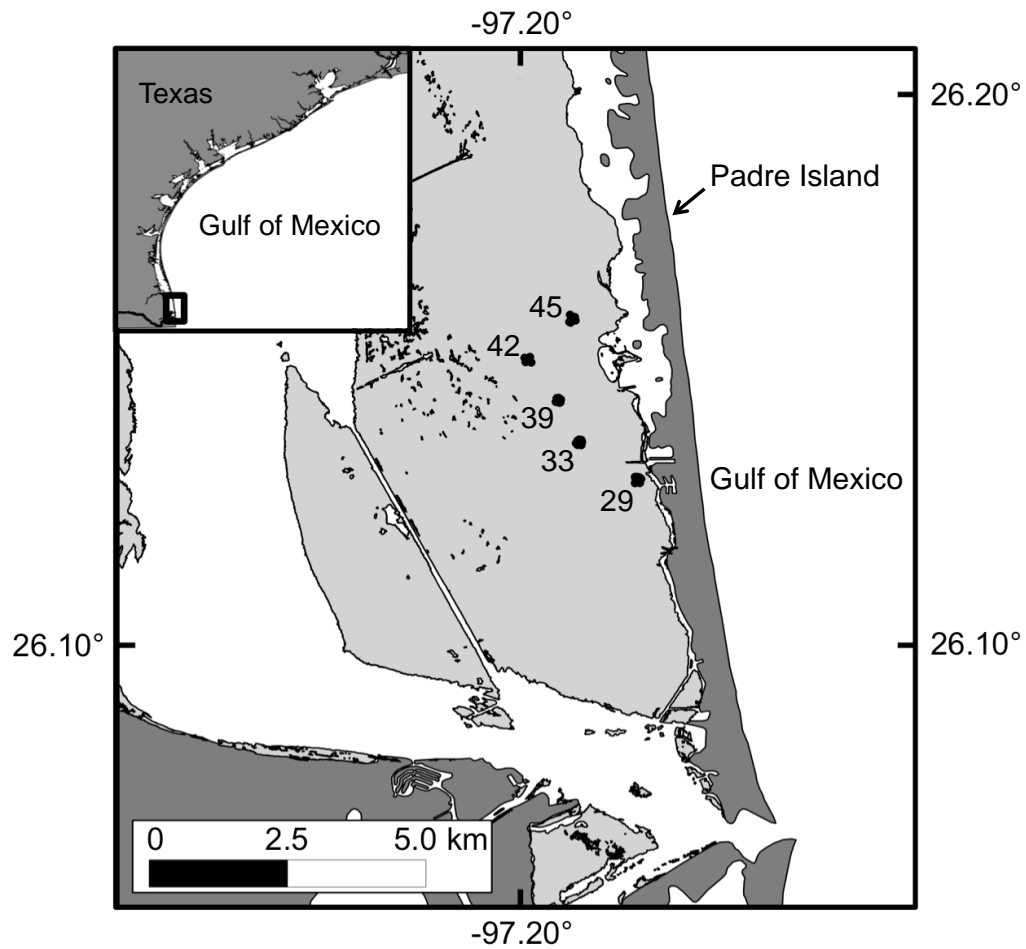 -97.20°
Texas
26.20°
Padre Island
Gulf of Mexico
45
42
39
33
Gulf of Mexico
29
26.10°
26.10°
0 2.5 5.0 km
-97.20°